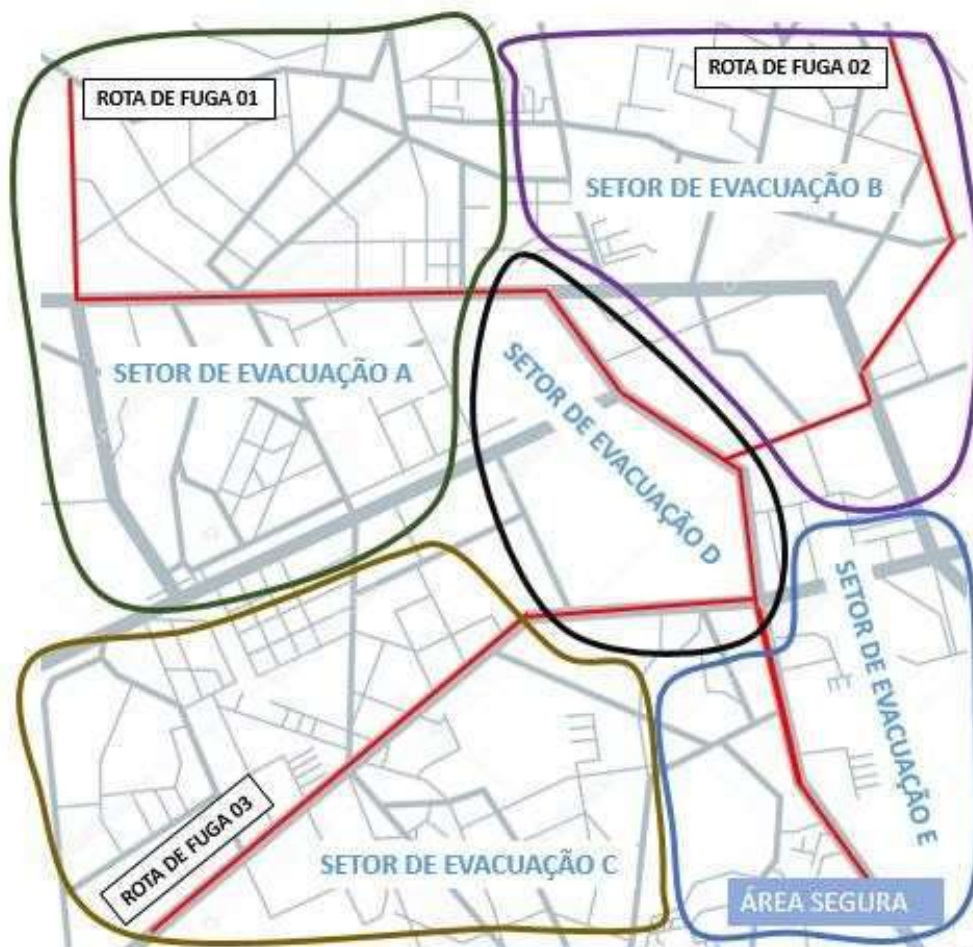 ROTA DE FUGA 01
ROTA DE FUGA 02
SETOR DE EVACUAÇÃO B
SETOR DE EVACUAÇÃO A
SETOR DE EVACUAÇÃO D
SETOR DE EVACUAÇÃO E
ROTA DE FUGA 03
SETOR DE EVACUAÇÃO C
ÁREA SEGURA